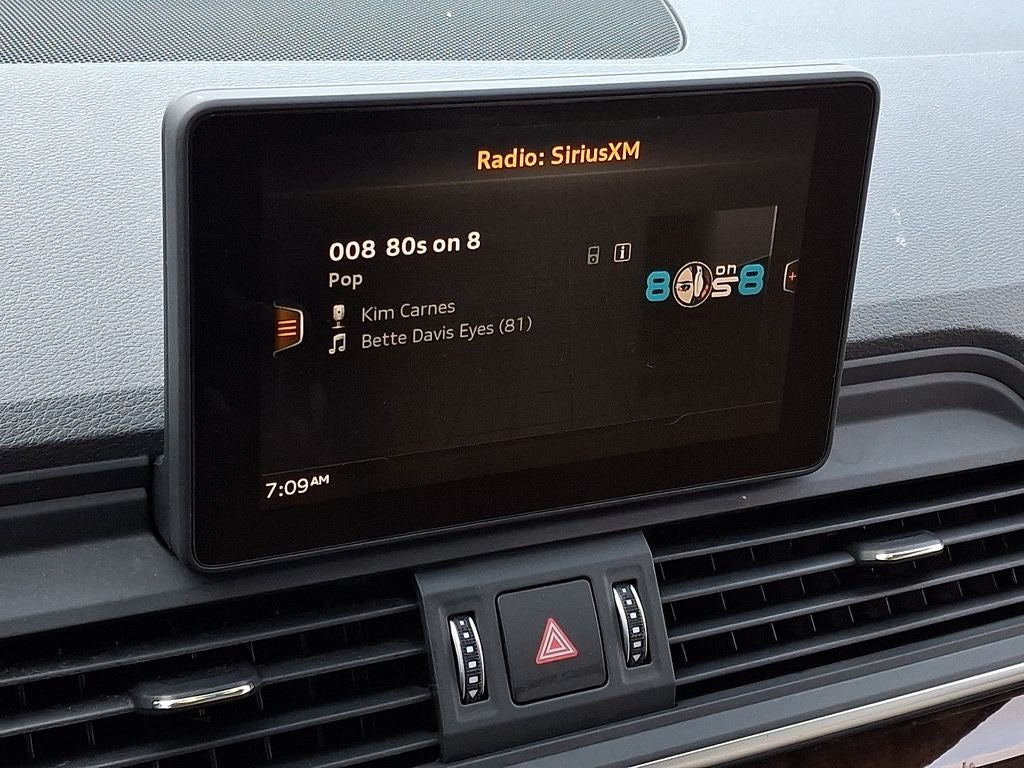 Radio: SiriusXM
008 80s on 8
Pop
Kim Carnes
Bette Davis Eyes (81)
80s on 8
7:09AM